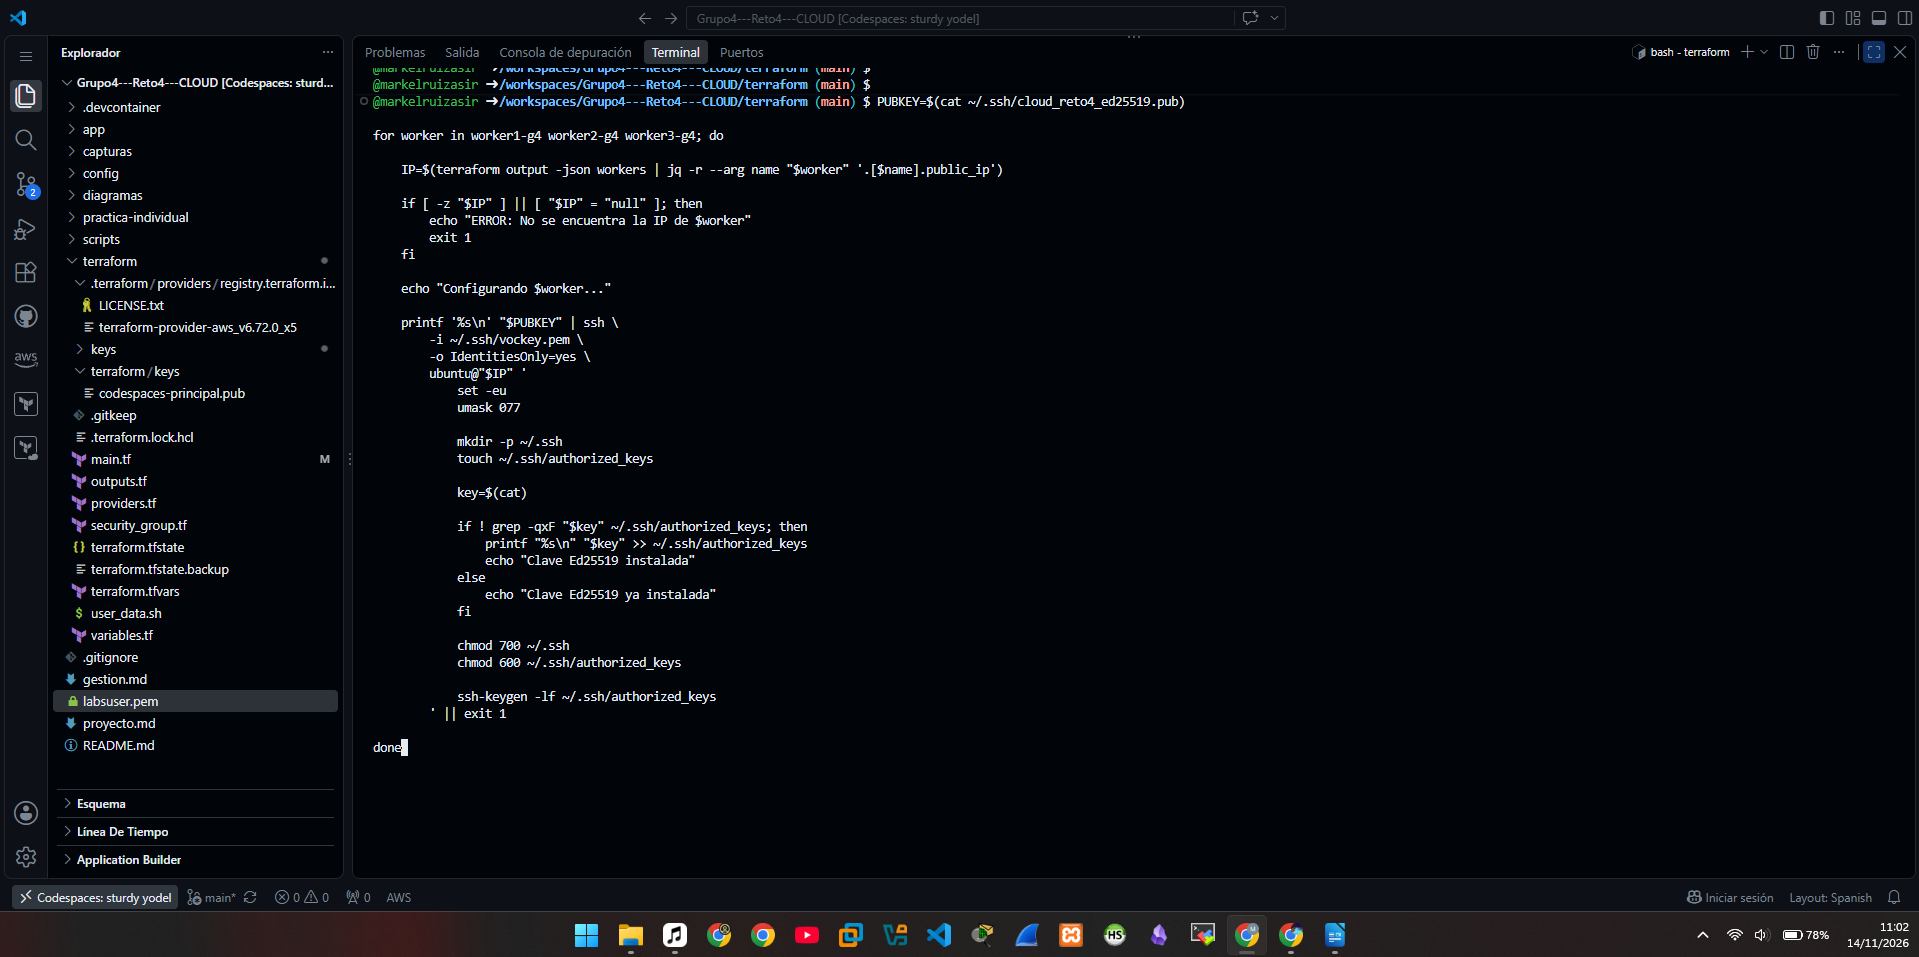 Grupo4---Reto4---CLOUD [Codespaces: sturdy yodel]
Explorador
Grupo4---Reto4---CLOUD [Codespaces: sturd...
.devcontainer
app
capturas
config
diagramas
practica-individual
scripts
terraform
.terraform/providers/registry.terraform.i...
LICENSE.txt
terraform-provider-aws_v6.72.0_x5
keys
terraform/keys
codespaces-principal.pub
.gitkeep
.terraform.lock.hcl
main.tf M
outputs.tf
providers.tf
security_group.tf
terraform.tfstate
terraform.tfstate.backup
terraform.tfvars
user_data.sh
variables.tf
.gitignore
gestion.md
labsuser.pem
proyecto.md
README.md
Esquema
Línea De Tiempo
Application Builder
2
aws
Problemas Salida Consola de depuración Terminal Puertos
bash - terraform
@markelruizasir ➜/workspaces/Grupo4---Reto4---CLOUD/terraform (main) $
@markelruizasir ➜/workspaces/Grupo4---Reto4---CLOUD/terraform (main) $
@markelruizasir ➜/workspaces/Grupo4---Reto4---CLOUD/terraform (main) $ PUBKEY=$(cat ~/.ssh/cloud_reto4_ed25519.pub)
for worker in worker1-g4 worker2-g4 worker3-g4; do
IP=$(terraform output -json workers | jq -r --arg name "$worker" '.[$name].public_ip')
if [ -z "$IP" ] || [ "$IP" = "null" ]; then
echo "ERROR: No se encuentra la IP de $worker"
exit 1
fi
echo "Configurando $worker..."
printf '%s\n' "$PUBKEY" | ssh \
-i ~/.ssh/vockey.pem \
-o IdentitiesOnly=yes \
ubuntu@"$IP" '
set -eu
umask 077
mkdir -p ~/.ssh
touch ~/.ssh/authorized_keys
key=$(cat)
if ! grep -qxF "$key" ~/.ssh/authorized_keys; then
printf "%s\n" "$key" >> ~/.ssh/authorized_keys
echo "Clave Ed25519 instalada"
else
echo "Clave Ed25519 ya instalada"
fi
chmod 700 ~/.ssh
chmod 600 ~/.ssh/authorized_keys
ssh-keygen -lf ~/.ssh/authorized_keys
' || exit 1
done
Codespaces: sturdy yodel main* 0 0 0 AWS
Iniciar sesión Layout: Spanish
HS
78%
11:02
14/11/2026